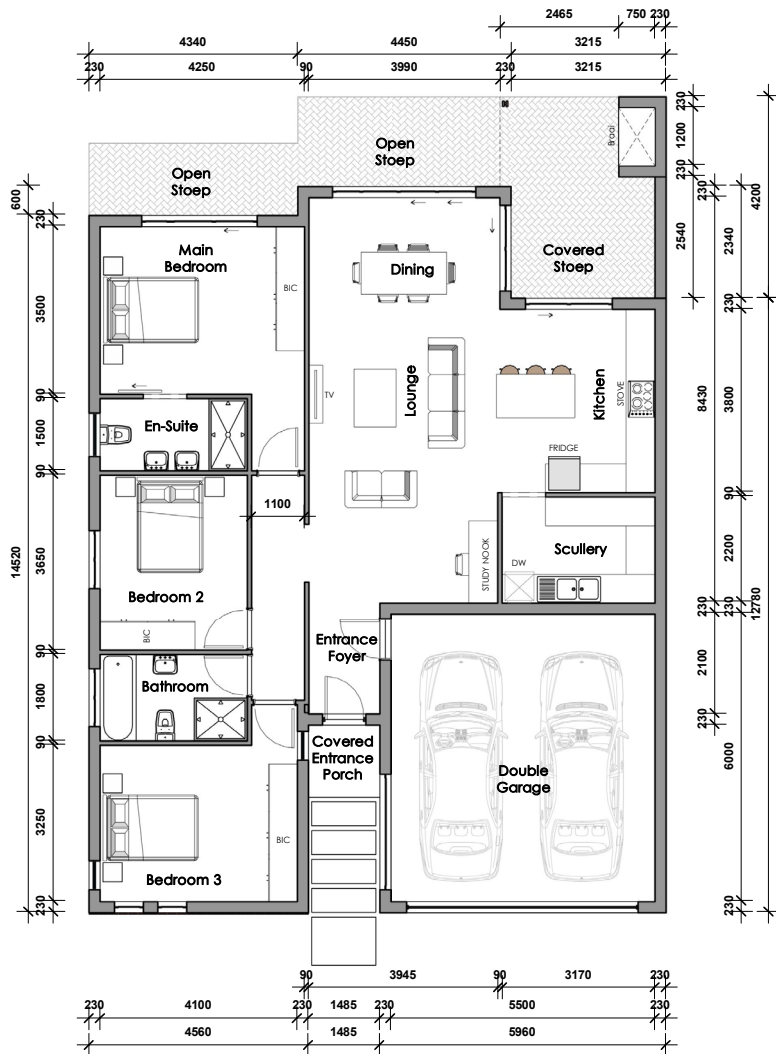 2465
750
230
4340
4450
3215
230
4250
90
3990
230
3215
Open
Stoep
Open
Stoep
Braai
Covered
Stoep
Main
Bedroom
BIC
Dining
Lounge
TV
Kitchen
STOVE
FRIDGE
En-Suite
1100
Bedroom 2
BIC
STUDY NOOK
DW
Scullery
Entrance
Foyer
Bathroom
Covered
Entrance
Porch
Double
Garage
Bedroom 3
BIC
600
230
3500
90
1500
90
3650
90
1800
90
3250
230
14520
230
1200
230
2540
230
8430
230
2100
230
2340
230
3800
90
2200
230
6000
230
4200
12780
90
3945
90
3170
230
230
4100
230
1485
230
5500
230
4560
1485
5960